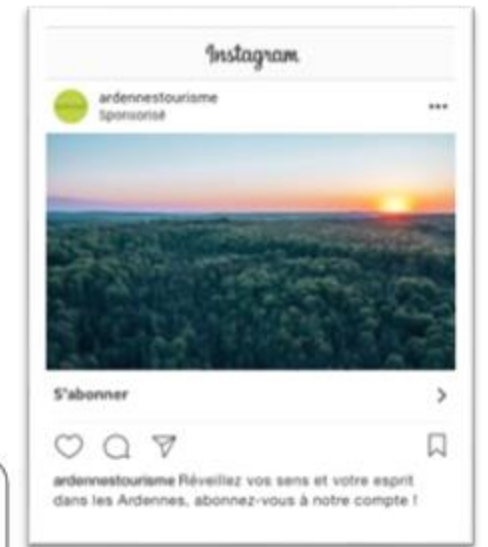 Instagram
ardennestourisme
Sponsorisé
S'abonner
ardennestourisme Réveillez vos sens et votre esprit
dans les Ardennes, abonnez-vous à notre compte !